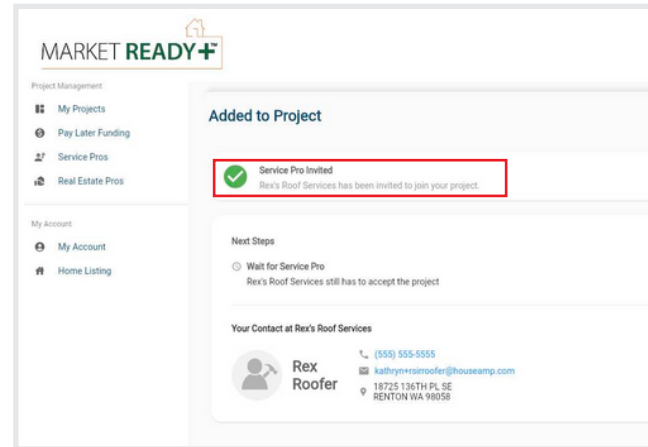 MARKET READY+™
Project Management
My Projects
Pay Later Funding
Service Pros
Real Estate Pros
My Account
My Account
Home Listing
Added to Project
Service Pro Invited
Rex's Roof Services has been invited to join your project.
Next Steps
Wait for Service Pro
Rex's Roof Services still has to accept the project
Your Contact at Rex's Roof Services
Rex
Roofer
(555) 555-5555
kathryn+rsirroofer@houseamp.com
18725 136TH PL SE
RENTON WA 98058